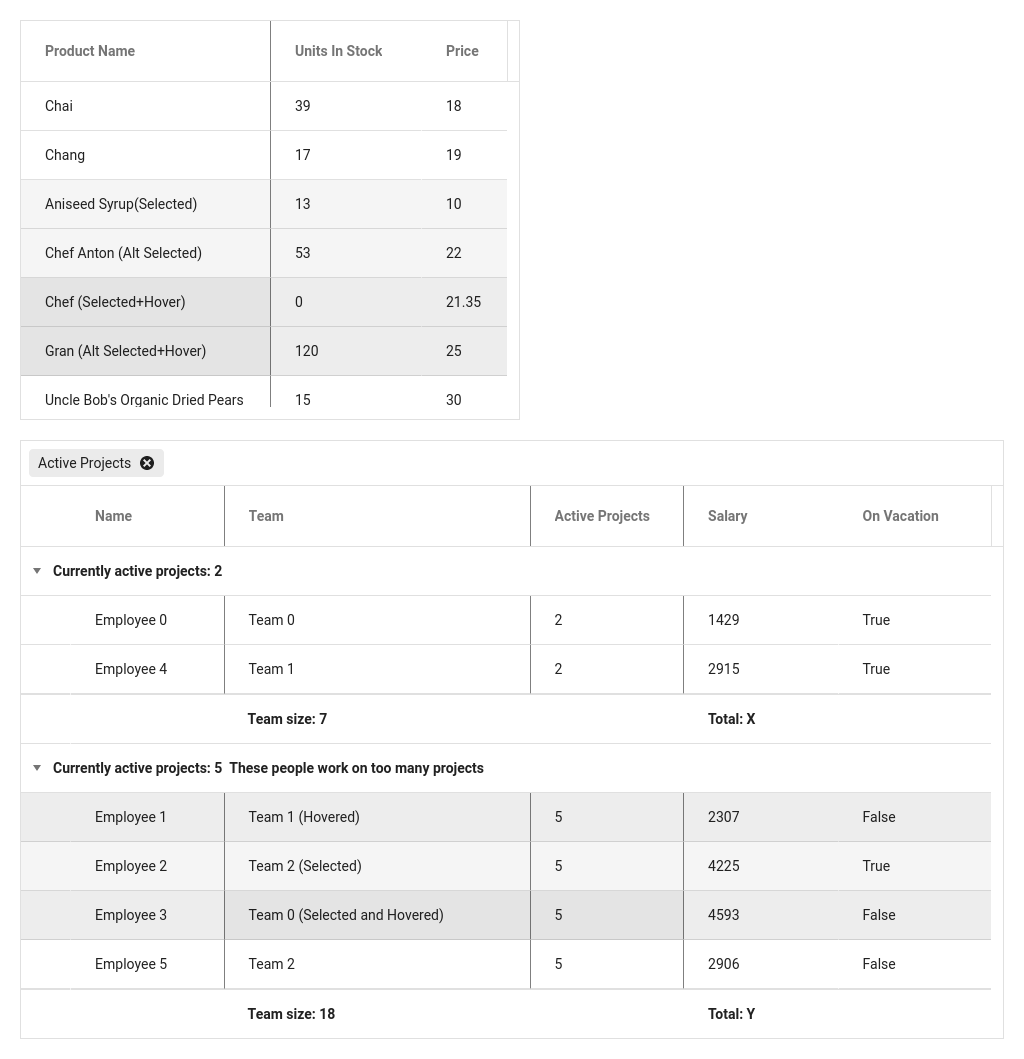 Product Name Units In Stock Price
Chai 39 18
Chang 17 19
Aniseed Syrup(Selected) 13 10
Chef Anton (Alt Selected) 53 22
Chef (Selected+Hover) 0 21.35
Gran (Alt Selected+Hover) 120 25
Uncle Bob's Organic Dried Pears 15 30
Active Projects
Name Team Active Projects Salary On Vacation
Currently active projects: 2
Employee 0 Team 0 2 1429 True
Employee 4 Team 1 2 2915 True
Team size: 7 Total: X
Currently active projects: 5 These people work on too many projects
Employee 1 Team 1 (Hovered) 5 2307 False
Employee 2 Team 2 (Selected) 5 4225 True
Employee 3 Team 0 (Selected and Hovered) 5 4593 False
Employee 5 Team 2 5 2906 False
Team size: 18 Total: Y